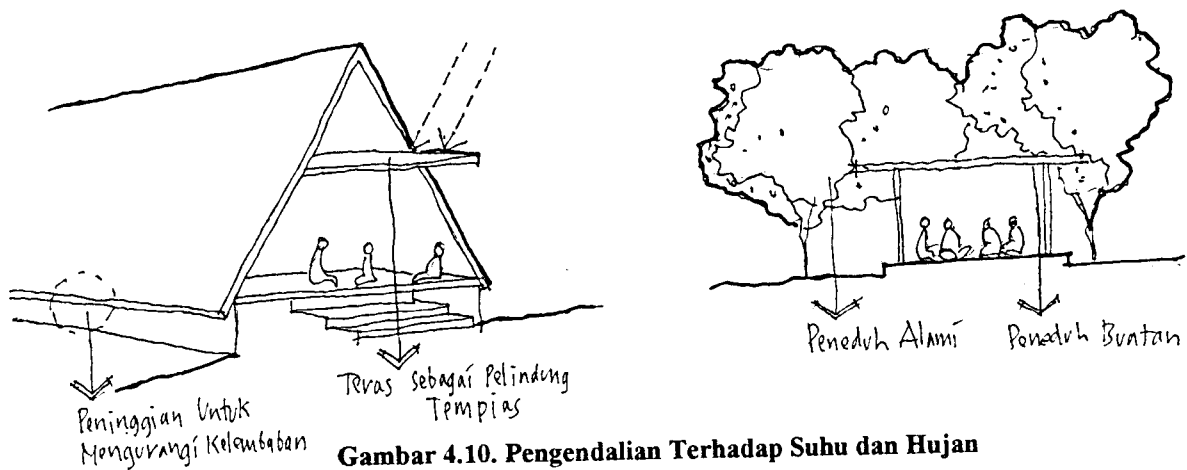 Peninggian Untuk
Mengurangi Kelembaban
Teras Sebagai Pelindung
Tempias
Peneduh Alami
Peneduh Buatan
Gambar 4.10. Pengendalian Terhadap Suhu dan Hujan